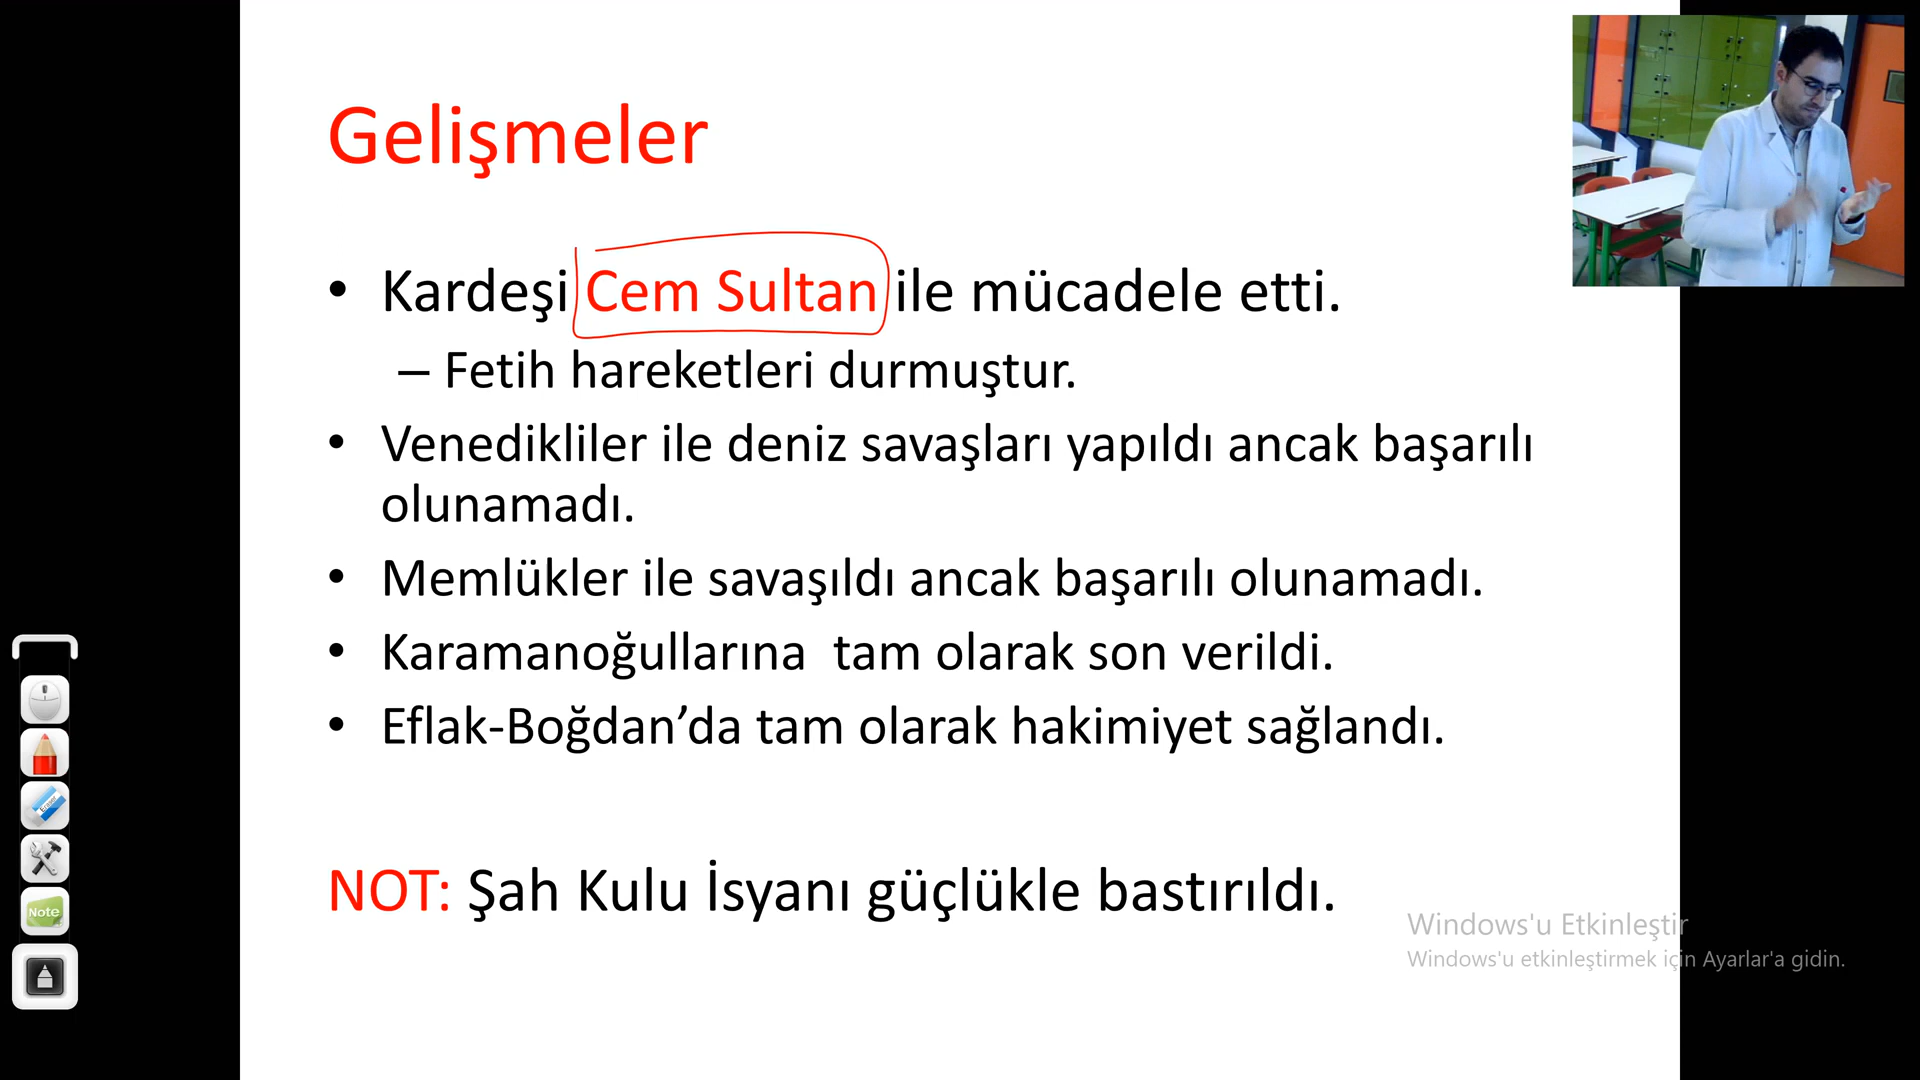 Gelişmeler
• Kardeşi Cem Sultan ile mücadele etti.
– Fetih hareketleri durmuştur.
• Venedikliler ile deniz savaşları yapıldı ancak başarılı
olunamadı.
• Memlükler ile savaşıldı ancak başarılı olunamadı.
• Karamanoğullarına tam olarak son verildi.
• Eflak-Boğdan’da tam olarak hakimiyet sağlandı.
NOT: Şah Kulu İsyanı güçlükle bastırıldı.
Note
Windows'u Etkinleştir
Windows'u etkinleştirmek için Ayarlar'a gidin.